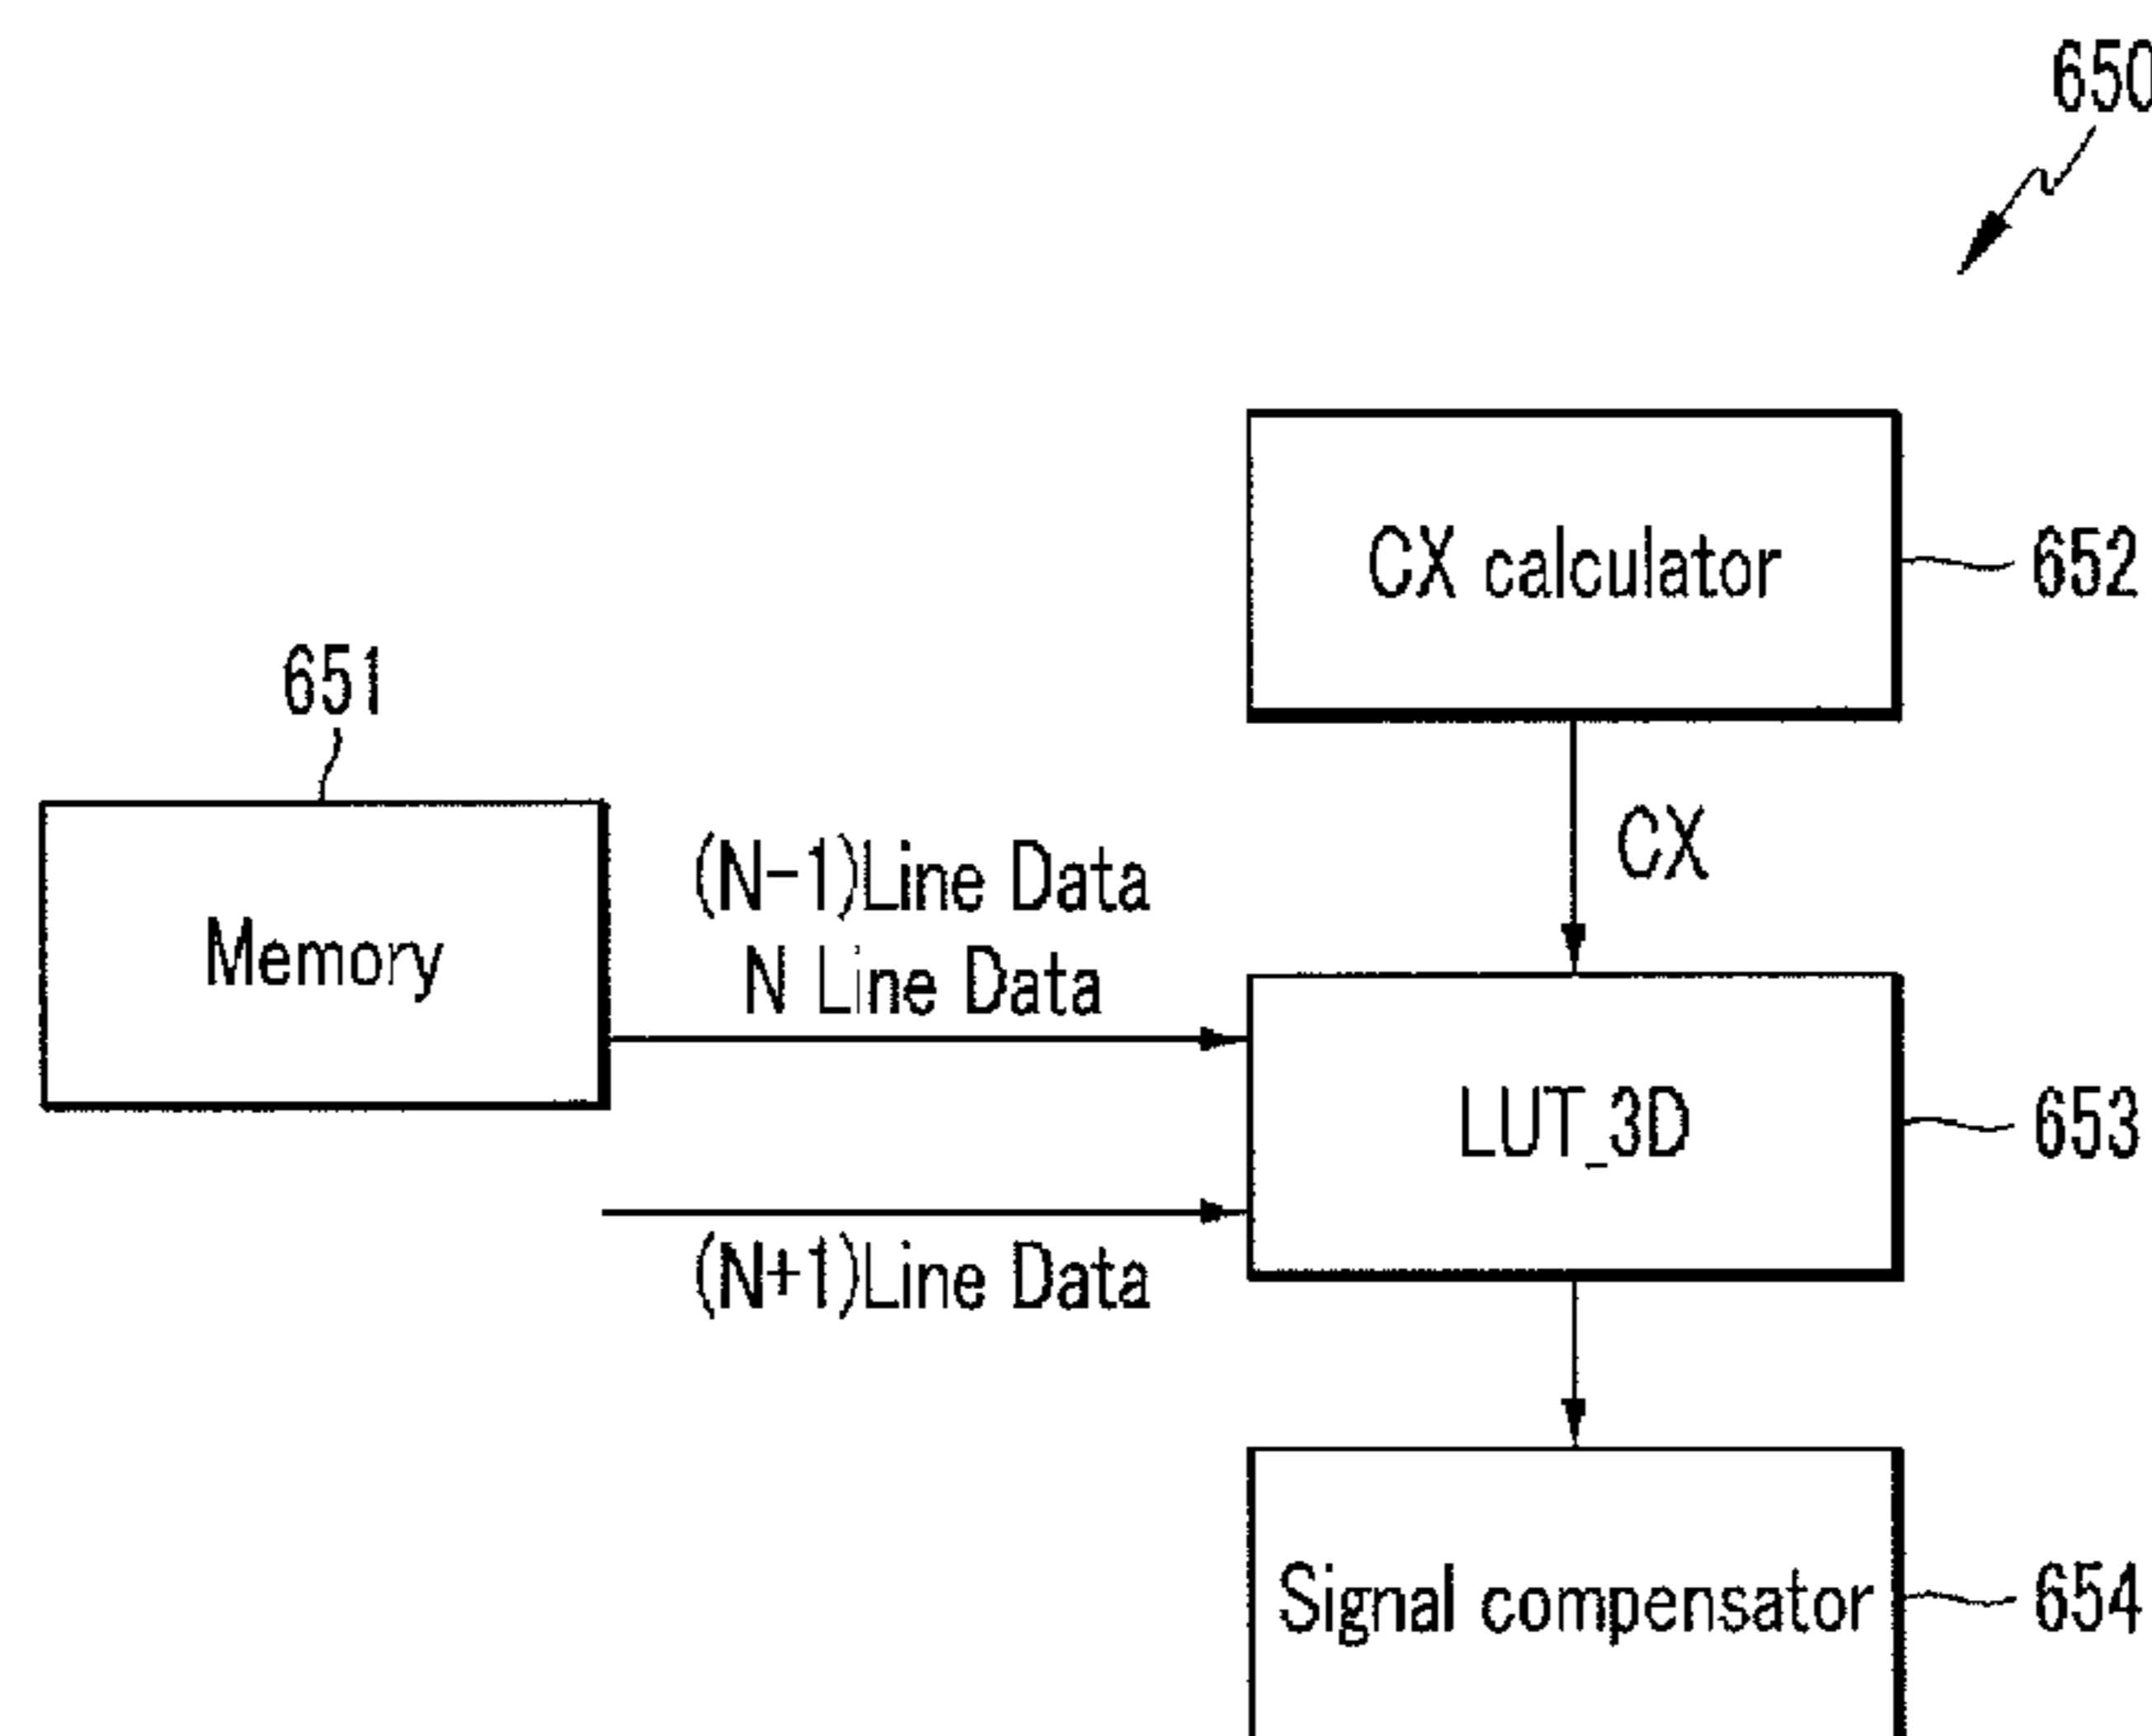 650
CX calculator
652
651
CX
(N-1)Line Data
N Line Data
Memory
LUT_3D
653
(N+1)Line Data
Signal compensator
654